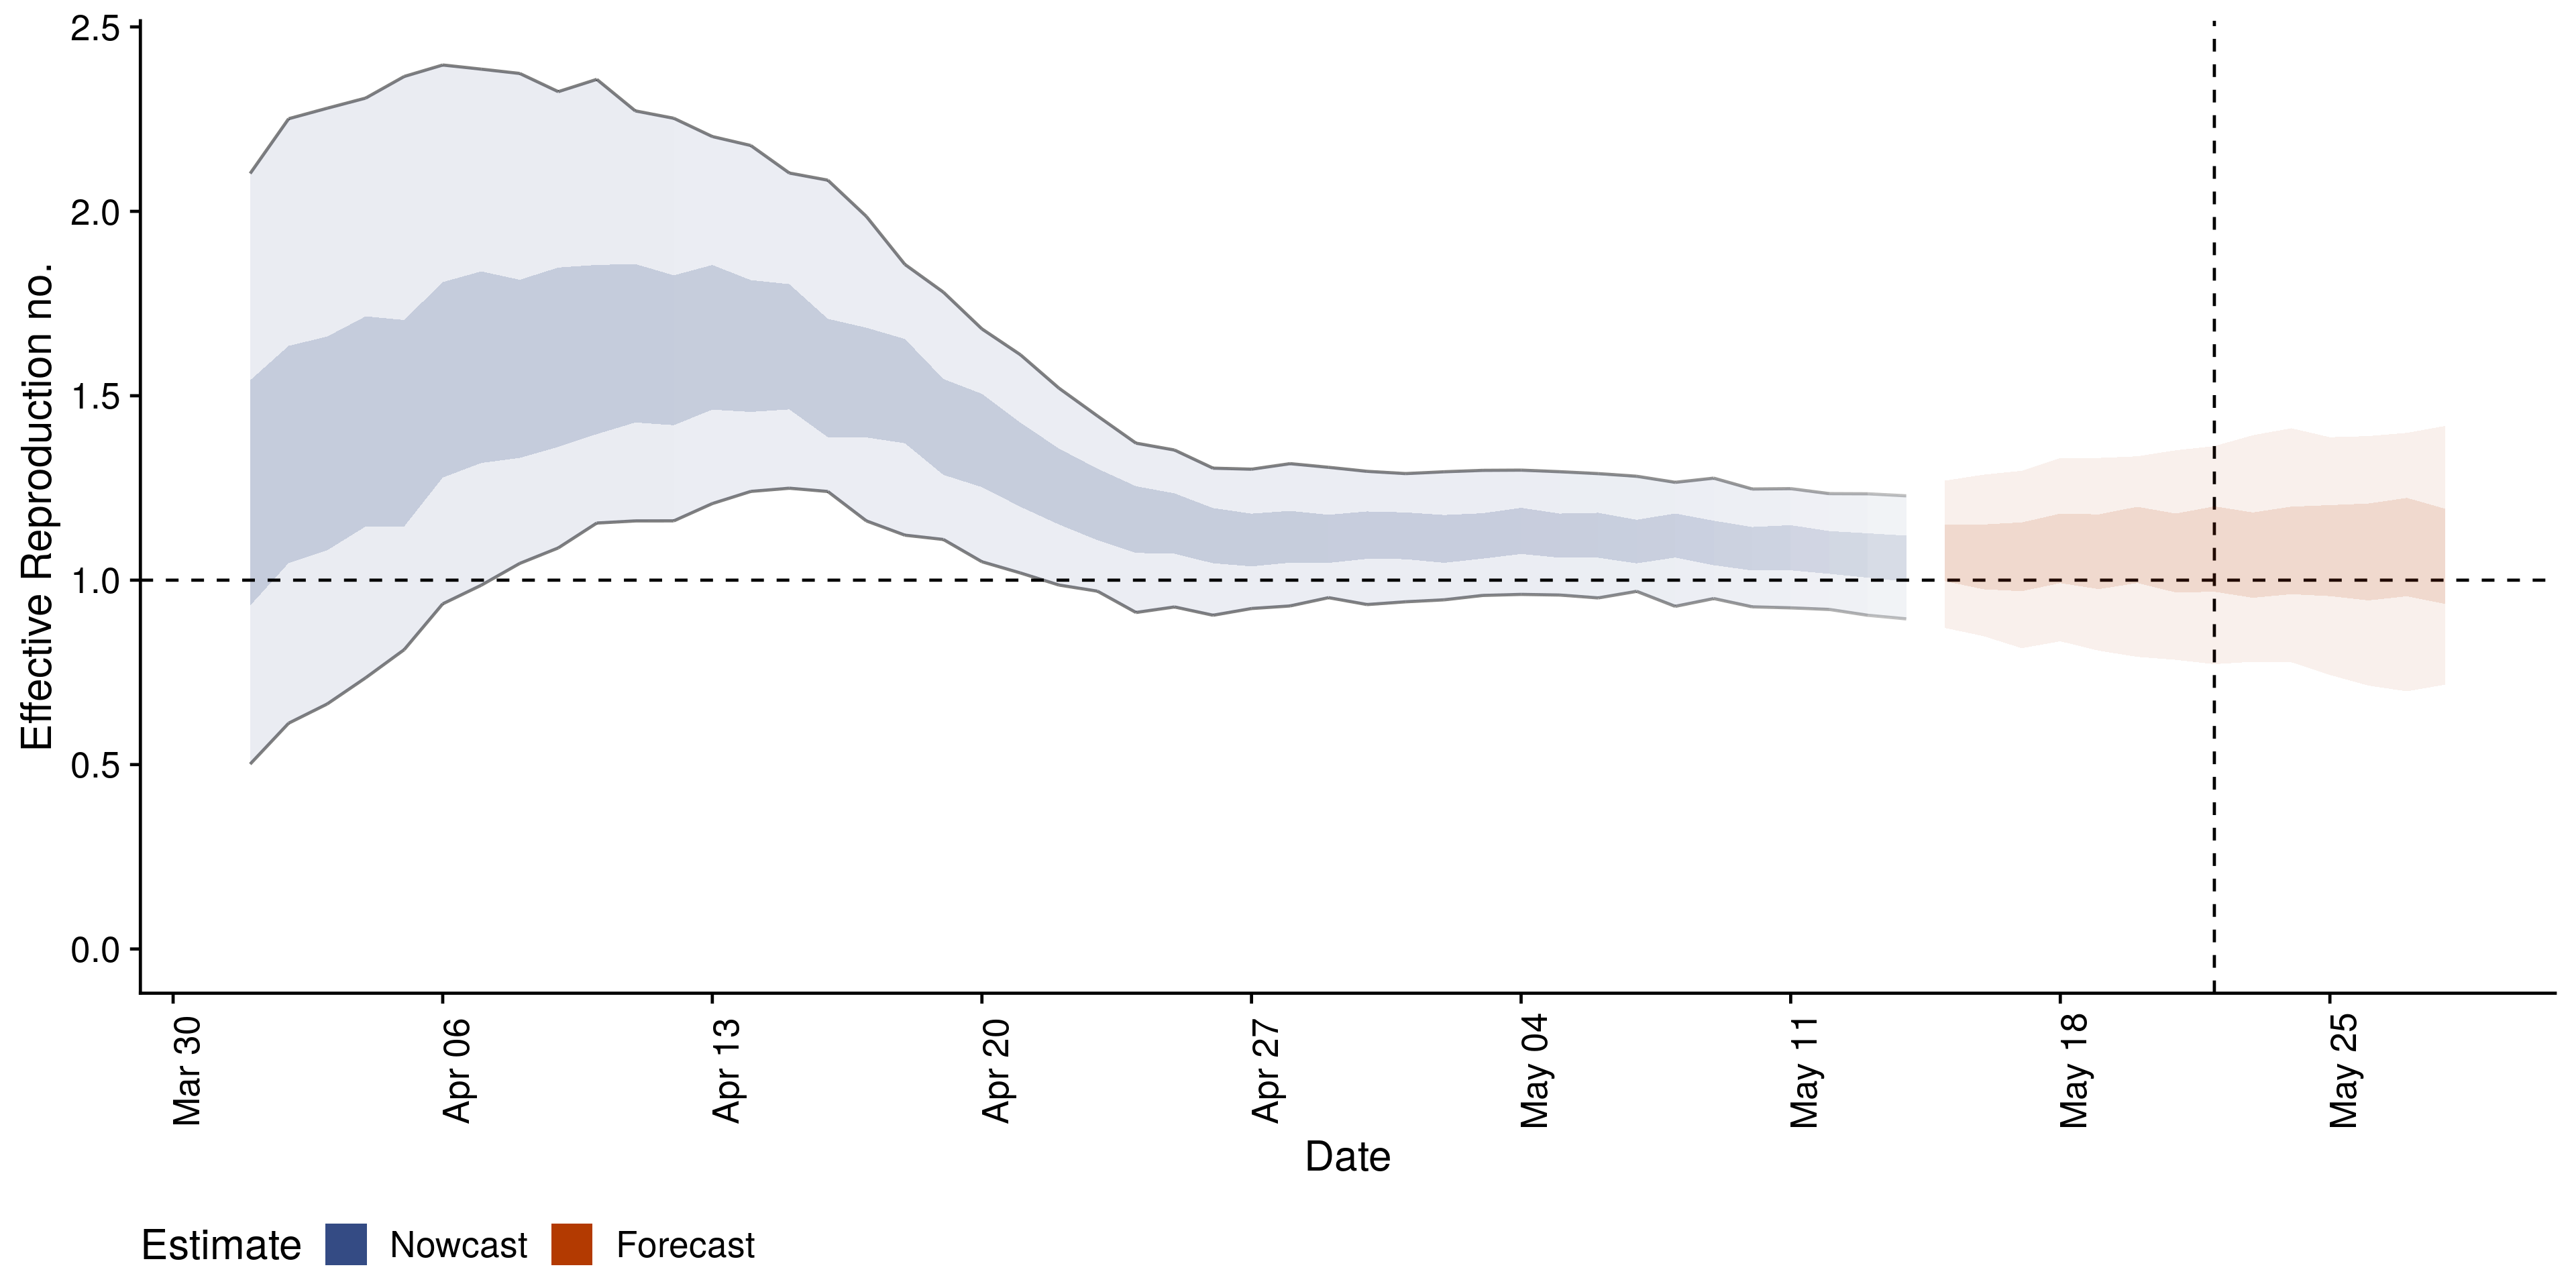 Effective Reproduction no.
2.5
2.0
1.5
1.0
0.5
0.0
Mar 30
Apr 06
Apr 13
Apr 20
Apr 27
May 04
May 11
May 18
May 25
Date
Estimate Nowcast Forecast